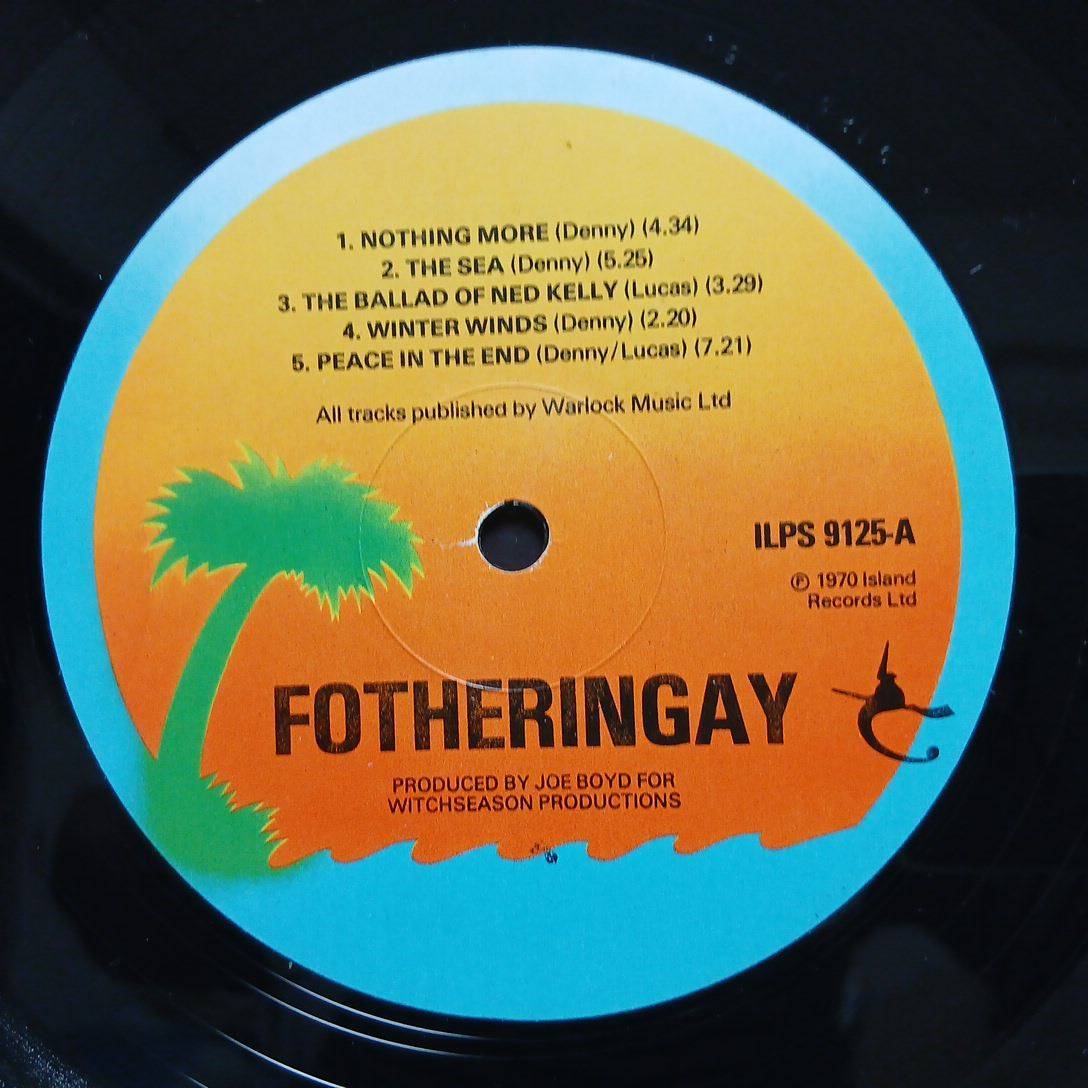 1. NOTHING MORE (Denny) (4.34)
2. THE SEA (Denny) (5.25)
3. THE BALLAD OF NED KELLY (Lucas) (3.29)
4. WINTER WINDS (Denny) (2.20)
5. PEACE IN THE END (Denny/Lucas) (7.21)
All tracks published by Warlock Music Ltd
ILPS 9125-A
℗ 1970 Island
Records Ltd
FOTHERINGAY
PRODUCED BY JOE BOYD FOR
WITCHSEASON PRODUCTIONS